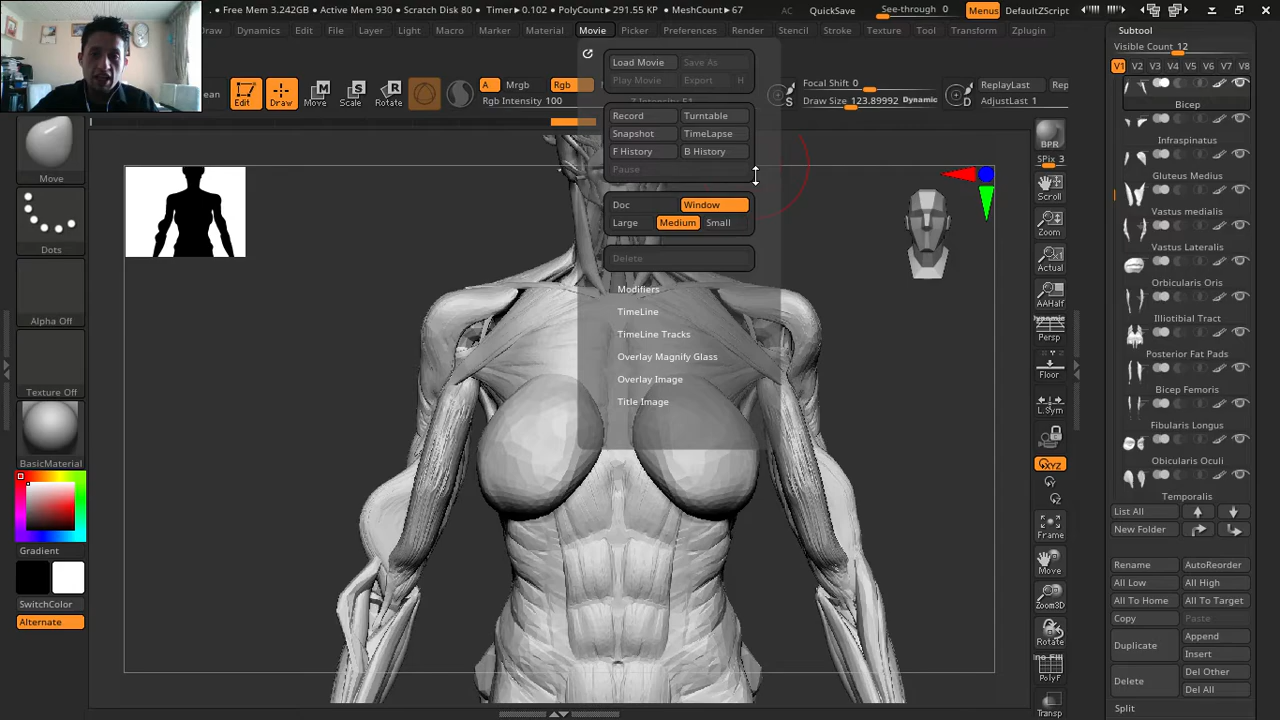 • Free Mem 3.242GB • Active Mem 930 • Scratch Disk 80 • Timer▸0.102 • PolyCount▸291.55 KP • MeshCount▸67
AC QuickSave See-through 0 Menus DefaultZScript
Draw Dynamics Edit File Layer Light Macro Marker Material Movie Picker Preferences Render Stencil Stroke Texture Tool Transform Zplugin
Edit Draw Move Scale Rotate
A Mrgb Rgb
Rgb Intensity 100
Focal Shift 0
Draw Size 123.89992 Dynamic
S
D
ReplayLast Rep
AdjustLast 1
Load Movie Save As
Play Movie Export H
Record Turntable
Snapshot TimeLapse
F History B History
Pause
Doc Window
Large Medium Small
Delete
Modifiers
TimeLine
TimeLine Tracks
Overlay Magnify Glass
Overlay Image
Title Image
Move
Dots
Alpha Off
Texture Off
BasicMaterial
Gradient
SwitchColor
Alternate
BPR
SPix 3
Scroll
Zoom
Actual
AAHalf
Dynamic
Persp
Floor
L.Sym
XYZ
Frame
Move
Zoom3D
Rotate
PolyF
Transp
Subtool
Visible Count 12
V1 V2 V3 V4 V5 V6 V7 V8
Bicep
Infraspinatus
Gluteus Medius
Vastus medialis
Vastus Lateralis
Orbicularis Oris
Illiotibial Tract
Posterior Fat Pads
Bicep Femoris
Fibularis Longus
Obicularis Oculi
Temporalis
List All
New Folder
Rename AutoReorder
All Low All High
All To Home All To Target
Copy Paste
Duplicate Append
Insert
Delete Del Other
Del All
Split